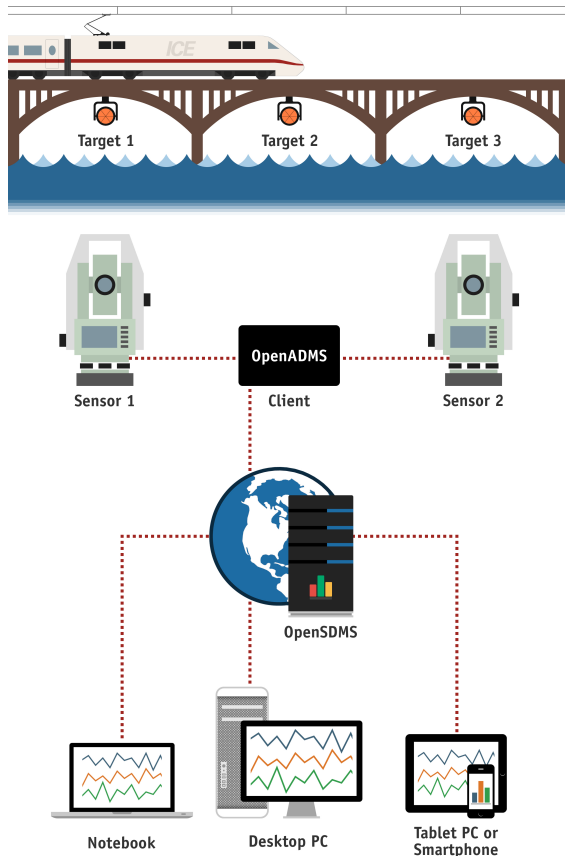 ICE
Target 1
Target 2
Target 3
OpenADMS
Sensor 1
Client
Sensor 2
OpenSDMS
Notebook
Desktop PC
Tablet PC or
Smartphone